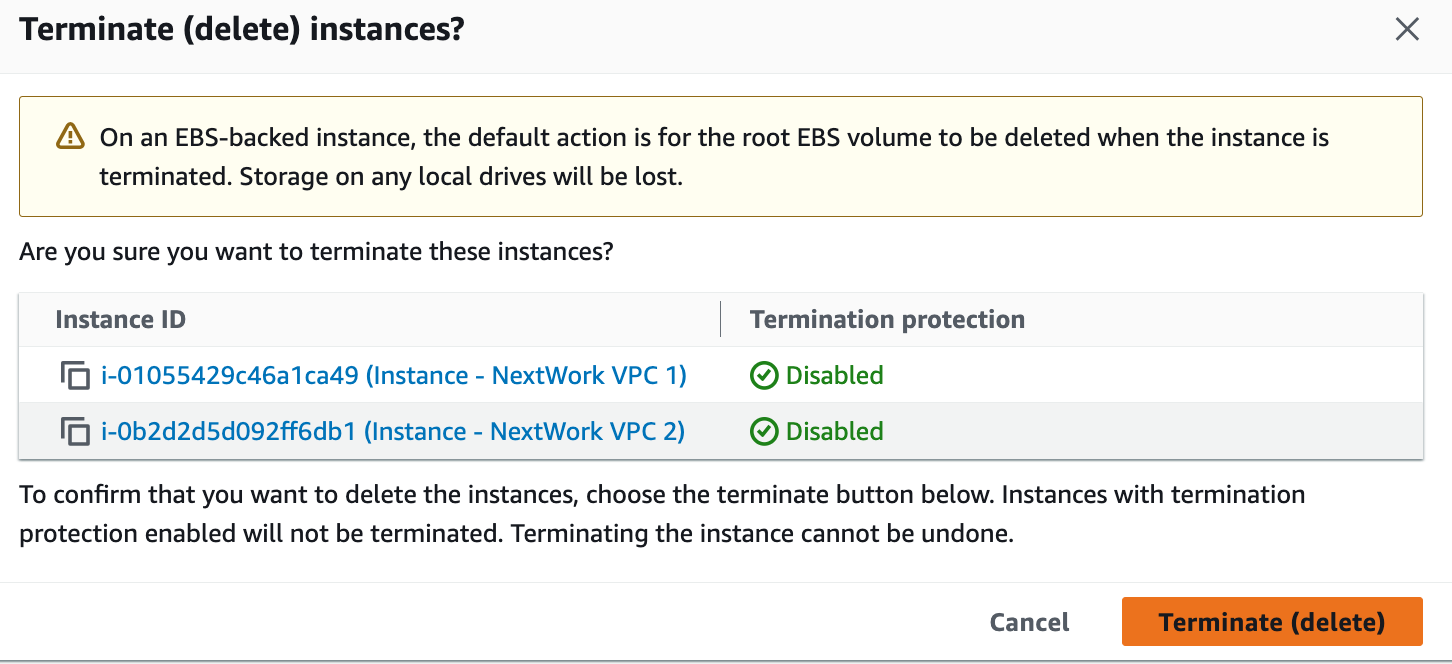 Terminate (delete) instances?
On an EBS-backed instance, the default action is for the root EBS volume to be deleted when the instance is
terminated. Storage on any local drives will be lost.
Are you sure you want to terminate these instances?
Instance ID Termination protection
i-01055429c46a1ca49 (Instance - NextWork VPC 1) Disabled
i-0b2d2d5d092ff6db1 (Instance - NextWork VPC 2) Disabled
To confirm that you want to delete the instances, choose the terminate button below. Instances with termination
protection enabled will not be terminated. Terminating the instance cannot be undone.
Cancel Terminate (delete)